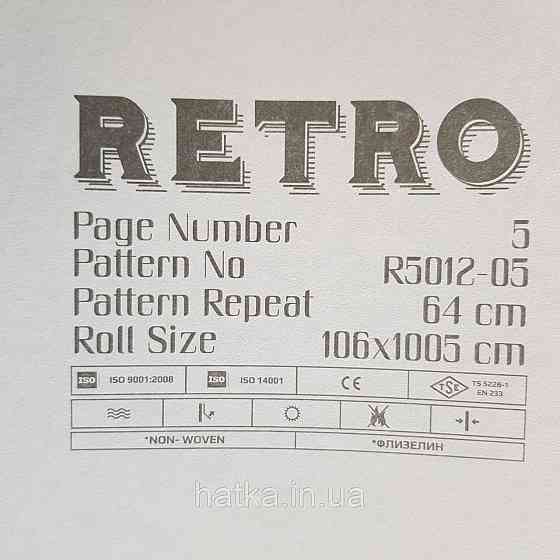 RETRO
Page Number 5
Pattern No R5012-05
Pattern Repeat 64 cm
Roll Size 106x1005 cm
ISO ISO 9001:2008 ISO ISO 14001 CE TSE TS 5226-1
EN 233
*NON- WOVEN *ФЛИЗЕЛИН
hatka.in.ua